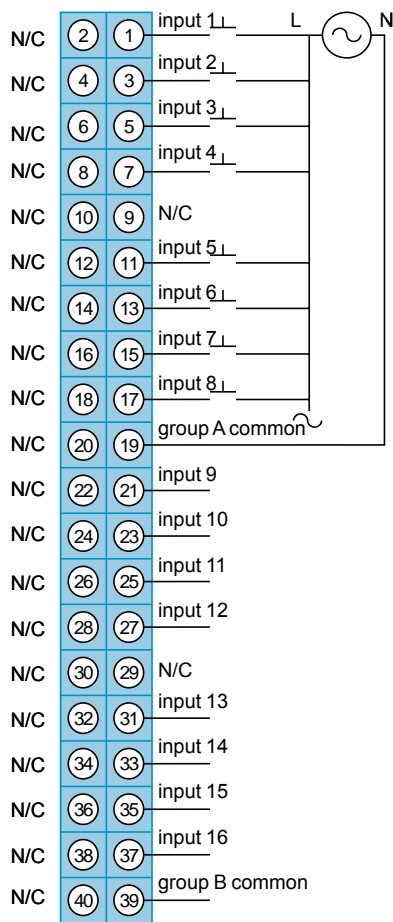 input 1 L N
N/C 2 1
input 2
N/C 4 3
input 3
N/C 6 5
input 4
N/C 8 7
N/C 10 9 N/C
input 5
N/C 12 11
input 6
N/C 14 13
input 7
N/C 16 15
input 8
N/C 18 17
group A common
N/C 20 19
input 9
N/C 22 21
input 10
N/C 24 23
input 11
N/C 26 25
input 12
N/C 28 27
N/C 30 29 N/C
input 13
N/C 32 31
input 14
N/C 34 33
input 15
N/C 36 35
input 16
N/C 38 37
group B common
N/C 40 39